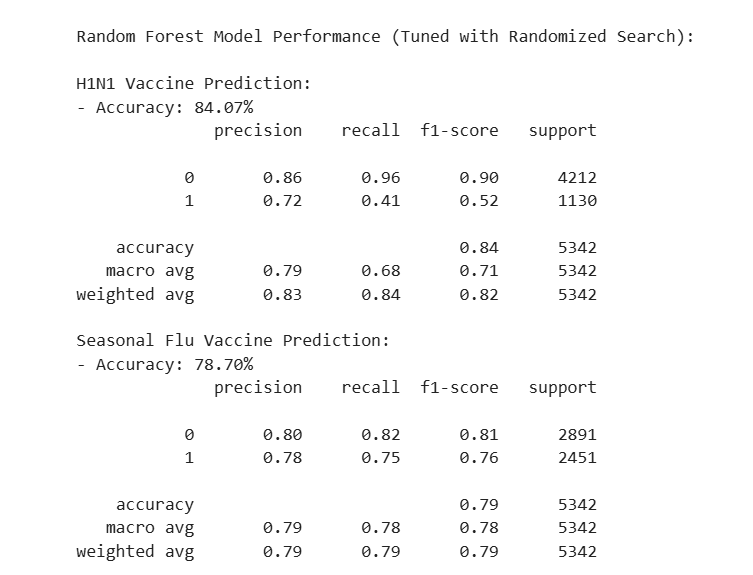 Random Forest Model Performance (Tuned with Randomized Search):
H1N1 Vaccine Prediction:
- Accuracy: 84.07%
precision recall f1-score support
0 0.86 0.96 0.90 4212
1 0.72 0.41 0.52 1130
accuracy 0.84 5342
macro avg 0.79 0.68 0.71 5342
weighted avg 0.83 0.84 0.82 5342
Seasonal Flu Vaccine Prediction:
- Accuracy: 78.70%
precision recall f1-score support
0 0.80 0.82 0.81 2891
1 0.78 0.75 0.76 2451
accuracy 0.79 5342
macro avg 0.79 0.78 0.78 5342
weighted avg 0.79 0.79 0.79 5342